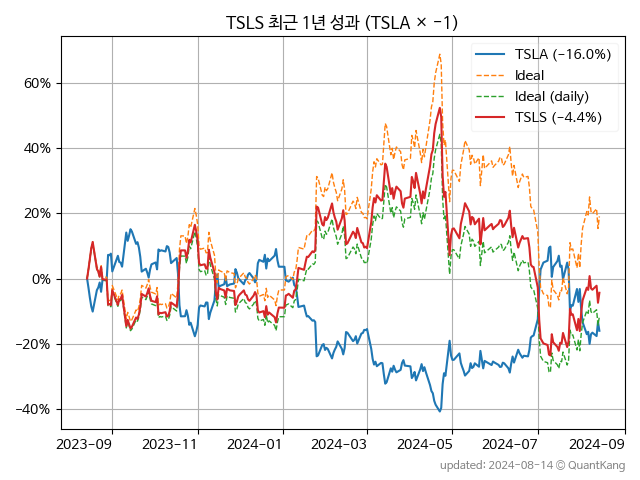 TSLS 최근 1년 성과 (TSLA × −1)
TSLA (−16.0%)
Ideal
Ideal (daily)
TSLS (−4.4%)
60%
40%
20%
0%
−20%
−40%
2023-09
2023-11
2024-01
2024-03
2024-05
2024-07
2024-09
updated: 2024-08-14 © QuantKang